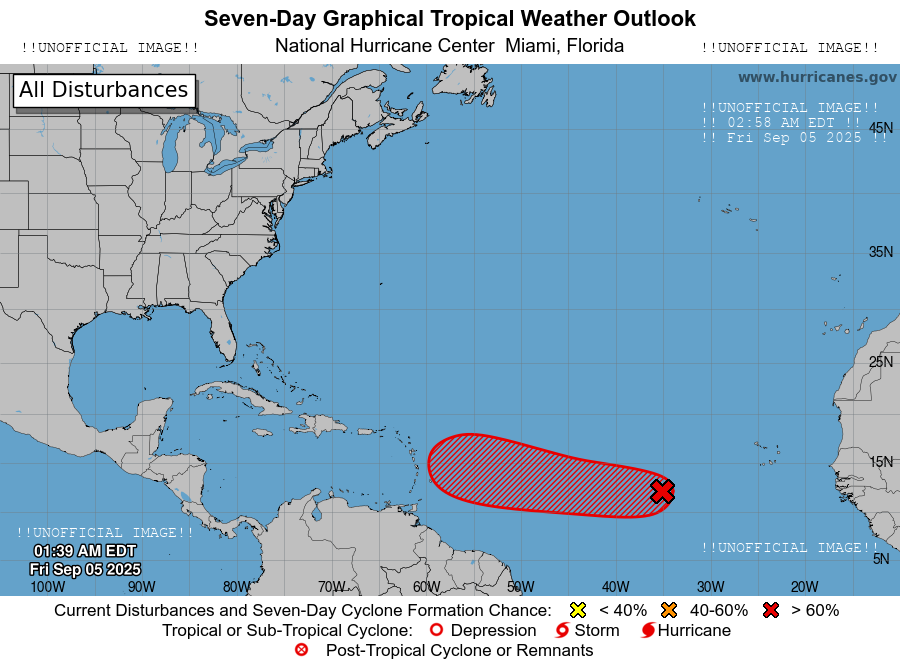 Seven-Day Graphical Tropical Weather Outlook
!!UNOFFICIAL IMAGE!! National Hurricane Center Miami, Florida !!UNOFFICIAL IMAGE!!
All Disturbances
www.hurricanes.gov
!!UNOFFICIAL IMAGE!!
!! 02:58 AM EDT !!
!! Fri Sep 05 2025 !!
45N
35N
25N
15N
!!UNOFFICIAL IMAGE!!
!!UNOFFICIAL IMAGE!!
01:39 AM EDT
5N
Fri Sep 05 2025
100W 90W 80W 70W 60W 50W 40W 30W 20W
Current Disturbances and Seven-Day Cyclone Formation Chance: < 40% 40-60% > 60%
Tropical or Sub-Tropical Cyclone: Depression Storm Hurricane
Post-Tropical Cyclone or Remnants